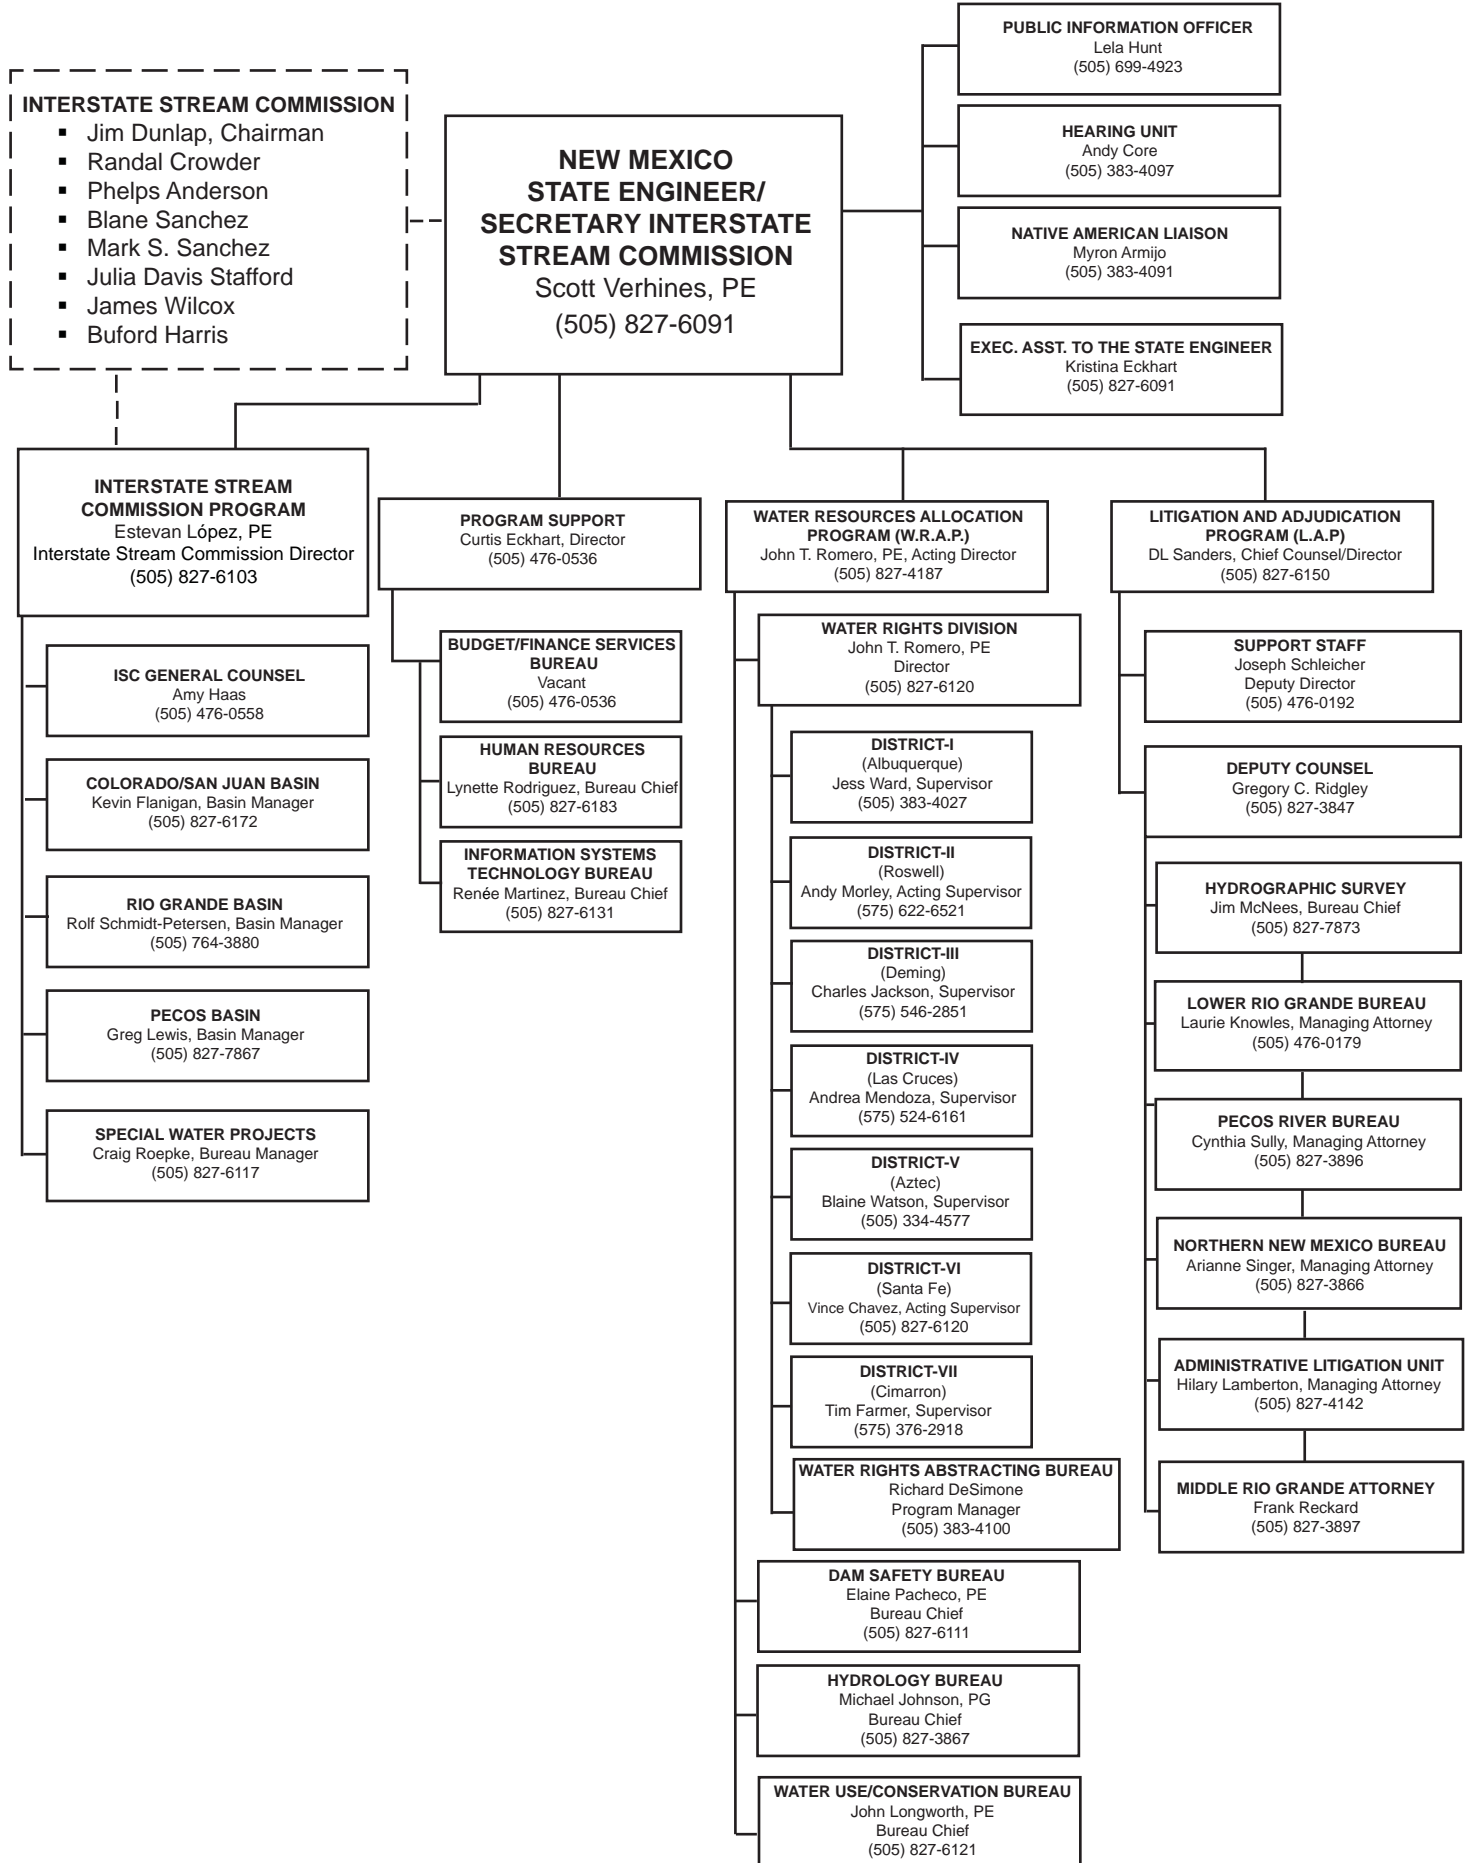 PUBLIC INFORMATION OFFICER
Lela Hunt
(505) 699-4923
INTERSTATE STREAM COMMISSION
▪ Jim Dunlap, Chairman
▪ Randal Crowder
▪ Phelps Anderson
▪ Blane Sanchez
▪ Mark S. Sanchez
▪ Julia Davis Stafford
▪ James Wilcox
▪ Buford Harris
NEW MEXICO
STATE ENGINEER/
SECRETARY INTERSTATE
STREAM COMMISSION
Scott Verhines, PE
(505) 827-6091
HEARING UNIT
Andy Core
(505) 383-4097
NATIVE AMERICAN LIAISON
Myron Armijo
(505) 383-4091
EXEC. ASST. TO THE STATE ENGINEER
Kristina Eckhart
(505) 827-6091
INTERSTATE STREAM
COMMISSION PROGRAM
Estevan López, PE
Interstate Stream Commission Director
(505) 827-6103
ISC GENERAL COUNSEL
Amy Haas
(505) 476-0558
COLORADO/SAN JUAN BASIN
Kevin Flanigan, Basin Manager
(505) 827-6172
RIO GRANDE BASIN
Rolf Schmidt-Petersen, Basin Manager
(505) 764-3880
PECOS BASIN
Greg Lewis, Basin Manager
(505) 827-7867
SPECIAL WATER PROJECTS
Craig Roepke, Bureau Manager
(505) 827-6117
PROGRAM SUPPORT
Curtis Eckhart, Director
(505) 476-0536
BUDGET/FINANCE SERVICES
BUREAU
Vacant
(505) 476-0536
HUMAN RESOURCES
BUREAU
Lynette Rodriguez, Bureau Chief
(505) 827-6183
INFORMATION SYSTEMS
TECHNOLOGY BUREAU
Renée Martinez, Bureau Chief
(505) 827-6131
WATER RESOURCES ALLOCATION
PROGRAM (W.R.A.P.)
John T. Romero, PE, Acting Director
(505) 827-4187
WATER RIGHTS DIVISION
John T. Romero, PE
Director
(505) 827-6120
DISTRICT-I
(Albuquerque)
Jess Ward, Supervisor
(505) 383-4027
DISTRICT-II
(Roswell)
Andy Morley, Acting Supervisor
(575) 622-6521
DISTRICT-III
(Deming)
Charles Jackson, Supervisor
(575) 546-2851
DISTRICT-IV
(Las Cruces)
Andrea Mendoza, Supervisor
(575) 524-6161
DISTRICT-V
(Aztec)
Blaine Watson, Supervisor
(505) 334-4577
DISTRICT-VI
(Santa Fe)
Vince Chavez, Acting Supervisor
(505) 827-6120
DISTRICT-VII
(Cimarron)
Tim Farmer, Supervisor
(575) 376-2918
WATER RIGHTS ABSTRACTING BUREAU
Richard DeSimone
Program Manager
(505) 383-4100
DAM SAFETY BUREAU
Elaine Pacheco, PE
Bureau Chief
(505) 827-6111
HYDROLOGY BUREAU
Michael Johnson, PG
Bureau Chief
(505) 827-3867
WATER USE/CONSERVATION BUREAU
John Longworth, PE
Bureau Chief
(505) 827-6121
LITIGATION AND ADJUDICATION
PROGRAM (L.A.P)
DL Sanders, Chief Counsel/Director
(505) 827-6150
SUPPORT STAFF
Joseph Schleicher
Deputy Director
(505) 476-0192
DEPUTY COUNSEL
Gregory C. Ridgley
(505) 827-3847
HYDROGRAPHIC SURVEY
Jim McNees, Bureau Chief
(505) 827-7873
LOWER RIO GRANDE BUREAU
Laurie Knowles, Managing Attorney
(505) 476-0179
PECOS RIVER BUREAU
Cynthia Sully, Managing Attorney
(505) 827-3896
NORTHERN NEW MEXICO BUREAU
Arianne Singer, Managing Attorney
(505) 827-3866
ADMINISTRATIVE LITIGATION UNIT
Hilary Lamberton, Managing Attorney
(505) 827-4142
MIDDLE RIO GRANDE ATTORNEY
Frank Reckard
(505) 827-3897